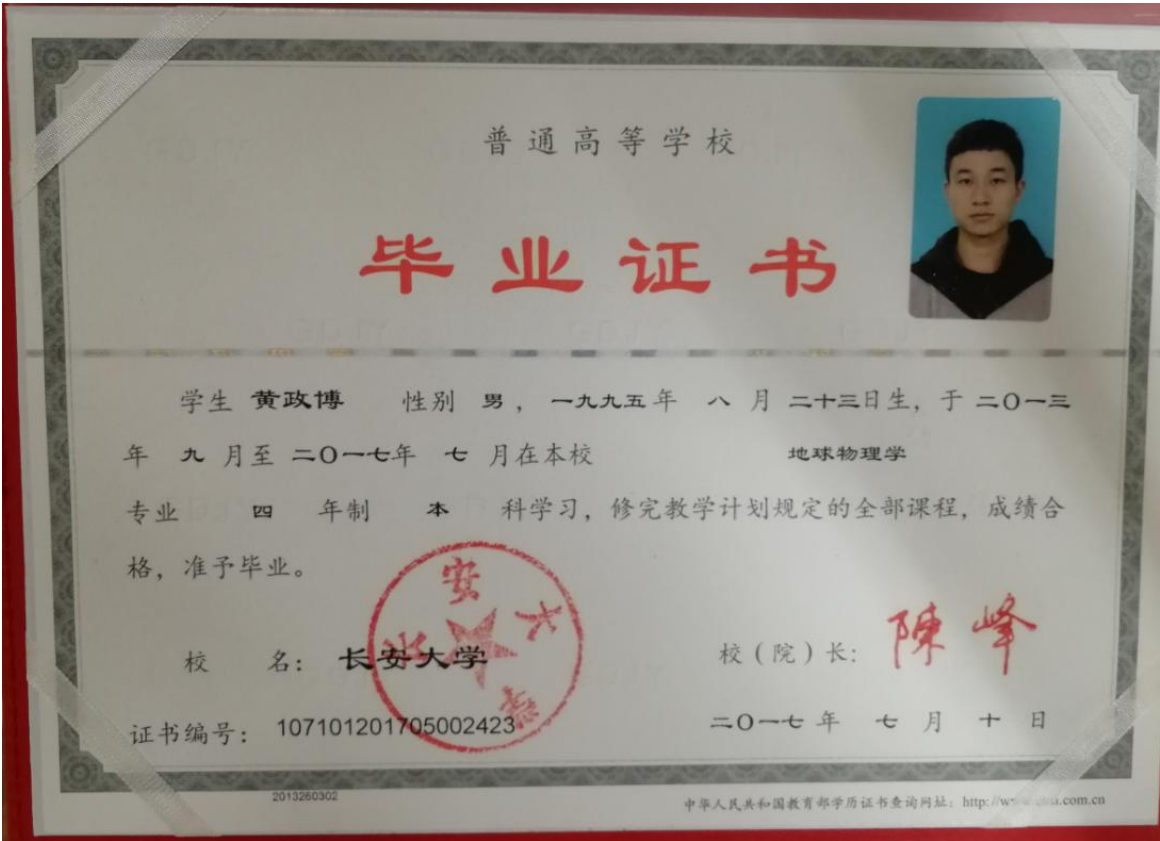 普通高等学校
毕业证书
学生 黄政博 性别 男，一九九五年 八 月 二十三日生，于 二〇一三
年 九 月至 二〇一七年 七 月在本校 地球物理学
专业 四 年制 本 科学习，修完教学计划规定的全部课程，成绩合
格，准予毕业。
校 名：长安大学 校（院）长：陳峰
证书编号：107101201705002423 二〇一七年 七 月 十 日
2013260302
中华人民共和国教育部学历证书查询网址：http://www
.com.cn